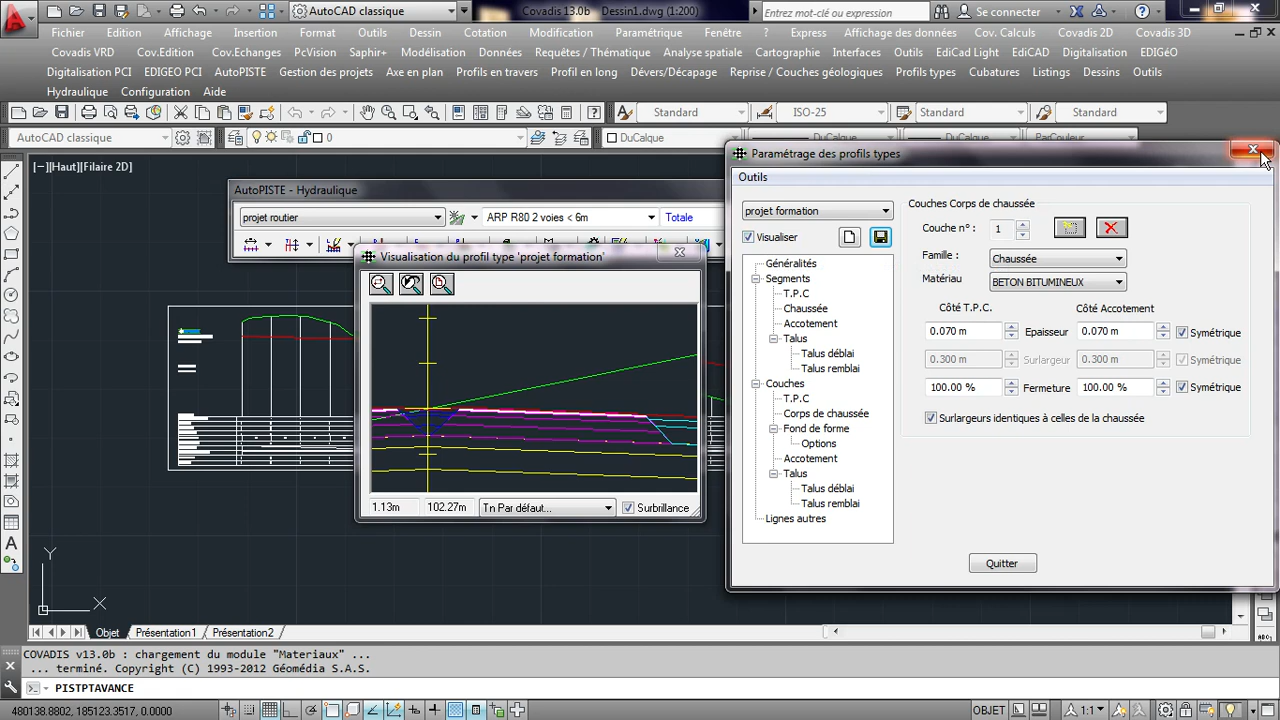 AutoCAD classique
Covadis 13.0b Dessin1.dwg (1:200)
Entrez mot-clé ou expression
Se connecter
Fichier Edition Affichage Insertion Format Outils Dessin Cotation Modification Paramétrique Fenêtre ? Express Affichage des données Cov. Calculs Covadis 2D
Covadis VRD Cov.Edition Cov.Echanges PcVision Saphir+ Modélisation Données Requêtes / Thématique Analyse spatiale Cartographie Interfaces Outils EdiCad Light EdiCAD Digitalisation EDIGéO Covadis 3D
Digitalisation PCI EDIGEO PCI AutoPISTE Gestion des projets Axe en plan Profils en travers Profil en long Dévers/Décapage Reprise / Couches géologiques Profils types Cubatures Listings Dessins Outils
Hydraulique Configuration Aide
Standard ISO-25 Standard Standard
AutoCAD classique 0 DuCalque DuCalque DuCalque ParCouleur
[−][Haut][Filaire 2D]
AutoPISTE - Hydraulique
projet routier ARP R80 2 voies < 6m Totale
Visualisation du profil type 'projet formation'
1.13m 102.27m Tn Par défaut... Surbrillance
Paramétrage des profils types
Outils
projet formation
Visualiser
Généralités
Segments
T.P.C
Chaussée
Accotement
Talus
Talus déblai
Talus remblai
Couches
T.P.C
Corps de chaussée
Fond de forme
Options
Accotement
Talus
Talus déblai
Talus remblai
Lignes autres
Couches Corps de chaussée
Couche n° : 1
Famille : Chaussée
Matériau BETON BITUMINEUX
Côté T.P.C. Côté Accotement
0.070 m Epaisseur 0.070 m Symétrique
0.300 m Surlargeur 0.300 m Symétrique
100.00 % Fermeture 100.00 % Symétrique
Surlargeurs identiques à celles de la chaussée
Quitter
Y
X
Objet Présentation1 Présentation2
COVADIS v13.0b : chargement du module "Materiaux" ...
... terminé. Copyright (C) 1993-2012 Géomédia S.A.S.
PISTPTAVANCE
480138.8802, 185123.3517, 0.0000
OBJET 1:1